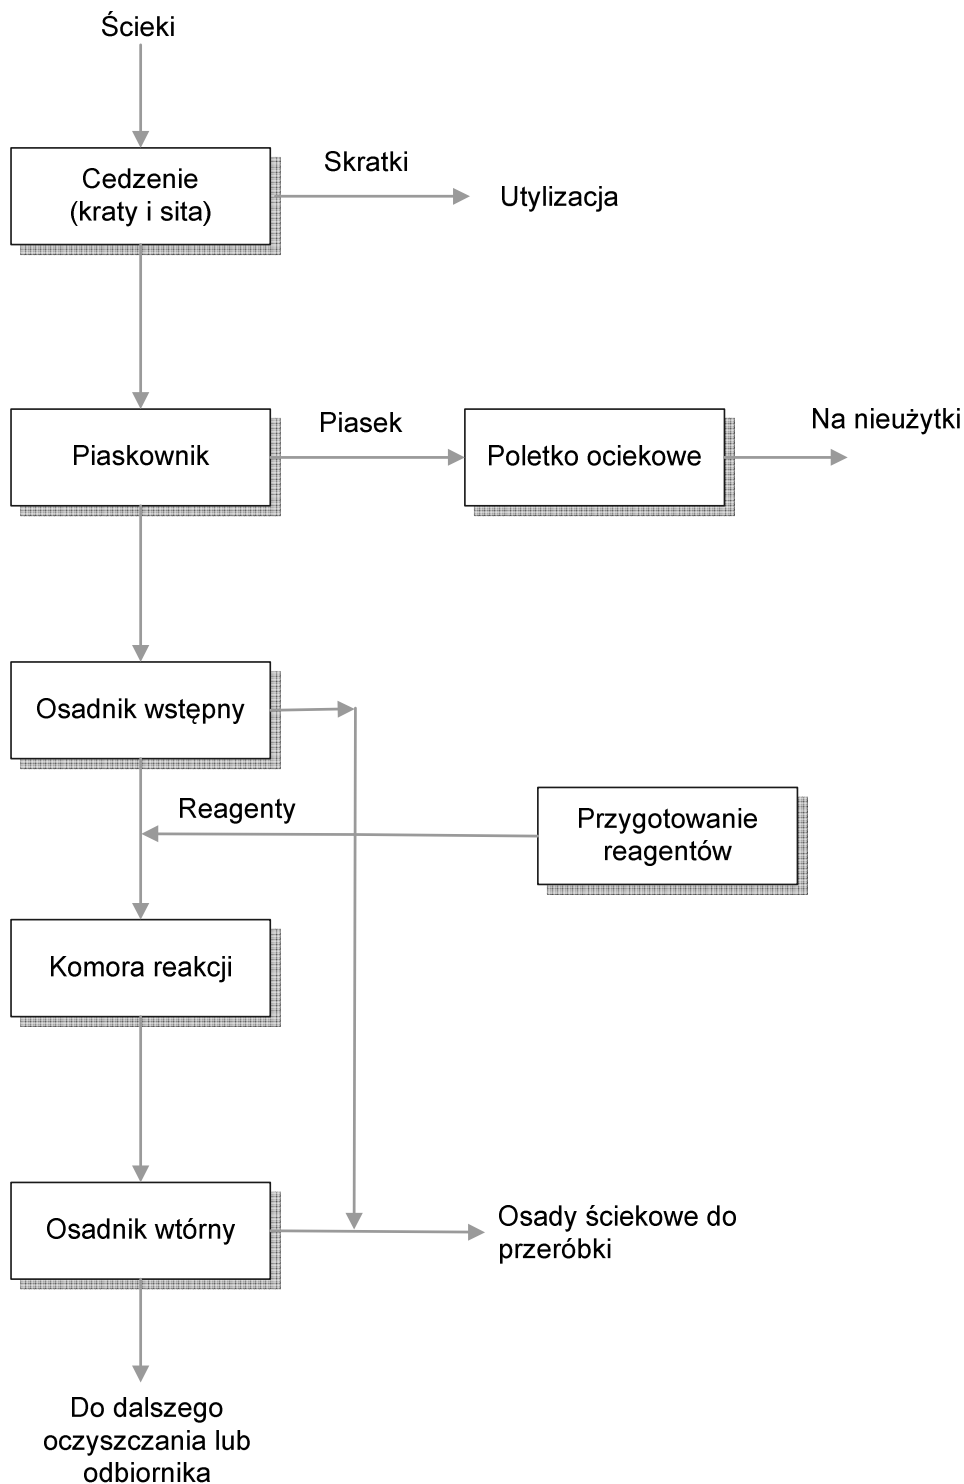 Ścieki
Cedzenie
(kraty i sita)
Skratki
Utylizacja
Piaskownik
Piasek
Poletko ociekowe
Na nieużytki
Osadnik wstępny
Reagenty
Przygotowanie
reagentów
Komora reakcji
Osadnik wtórny
Osady ściekowe do
przeróbki
Do dalszego
oczyszczania lub
odbiornika